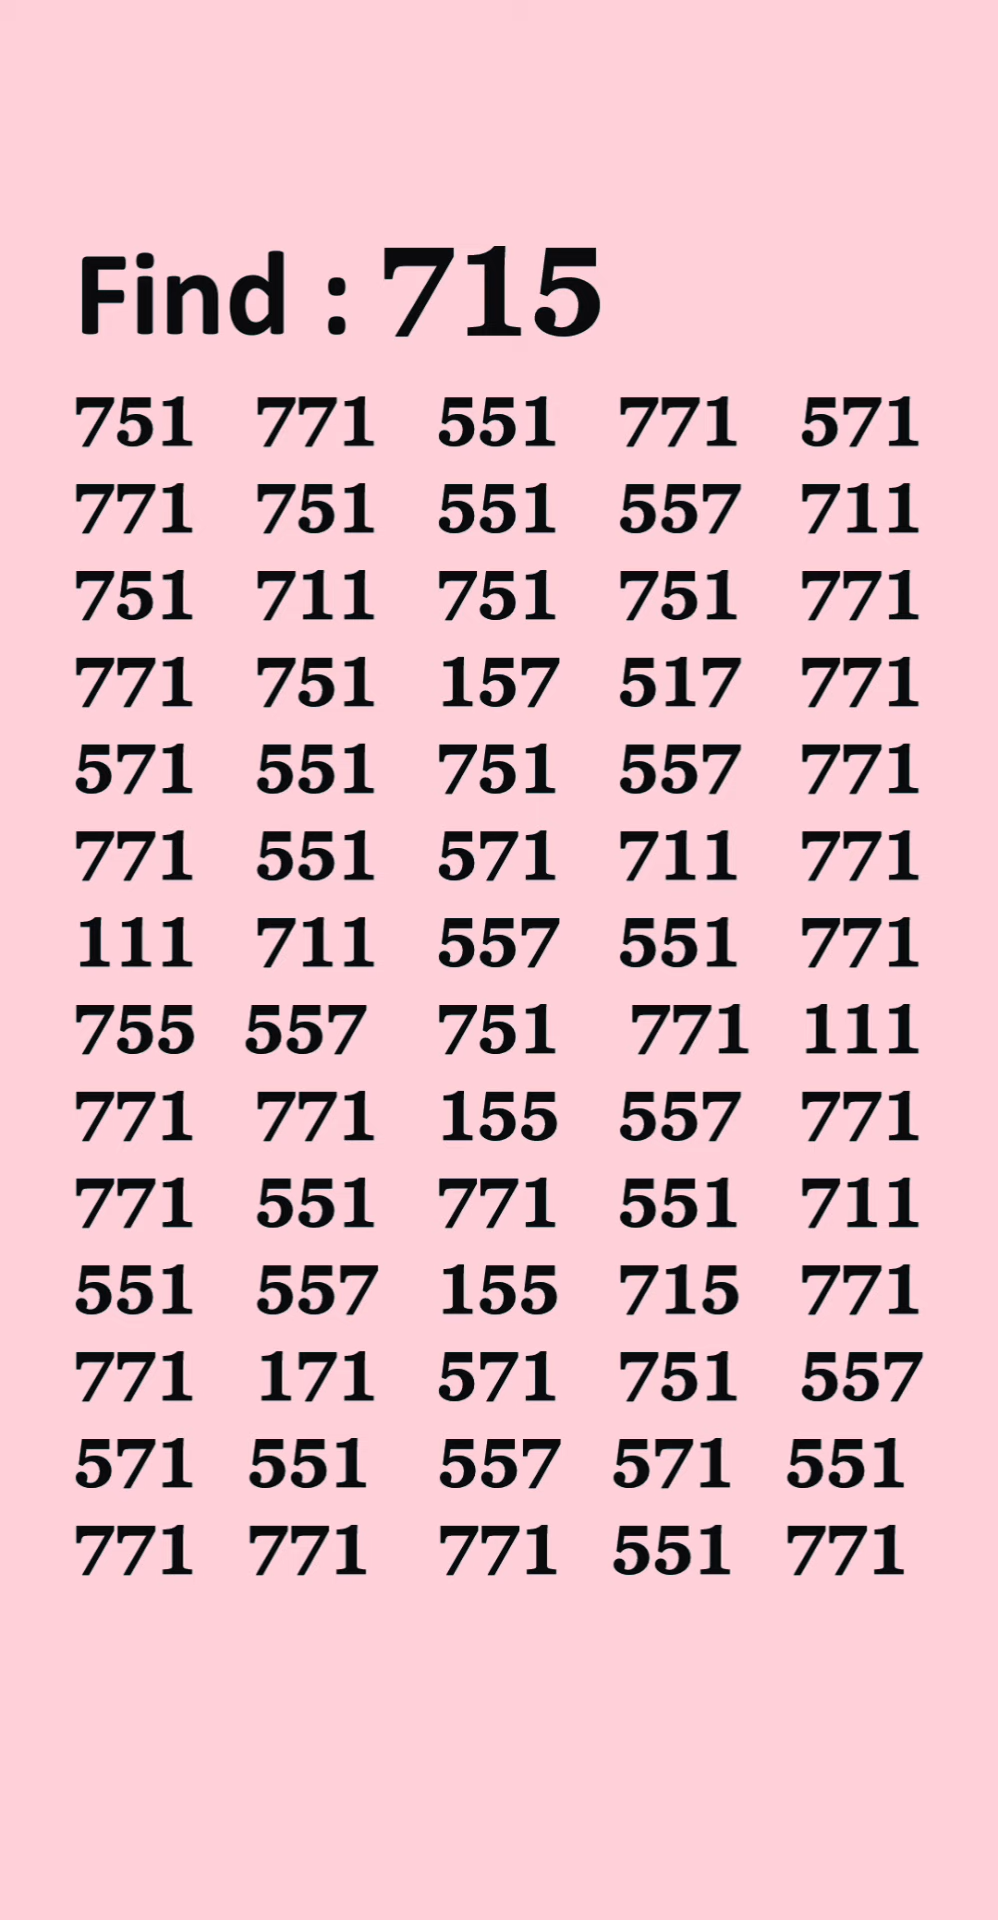 Find : 715
751 771 551 771 571
771 751 551 557 711
751 711 751 751 771
771 751 157 517 771
571 551 751 557 771
771 551 571 711 771
111 711 557 551 771
755 557 751 771 111
771 771 155 557 771
771 551 771 551 711
551 557 155 715 771
771 171 571 751 557
571 551 557 571 551
771 771 771 551 771